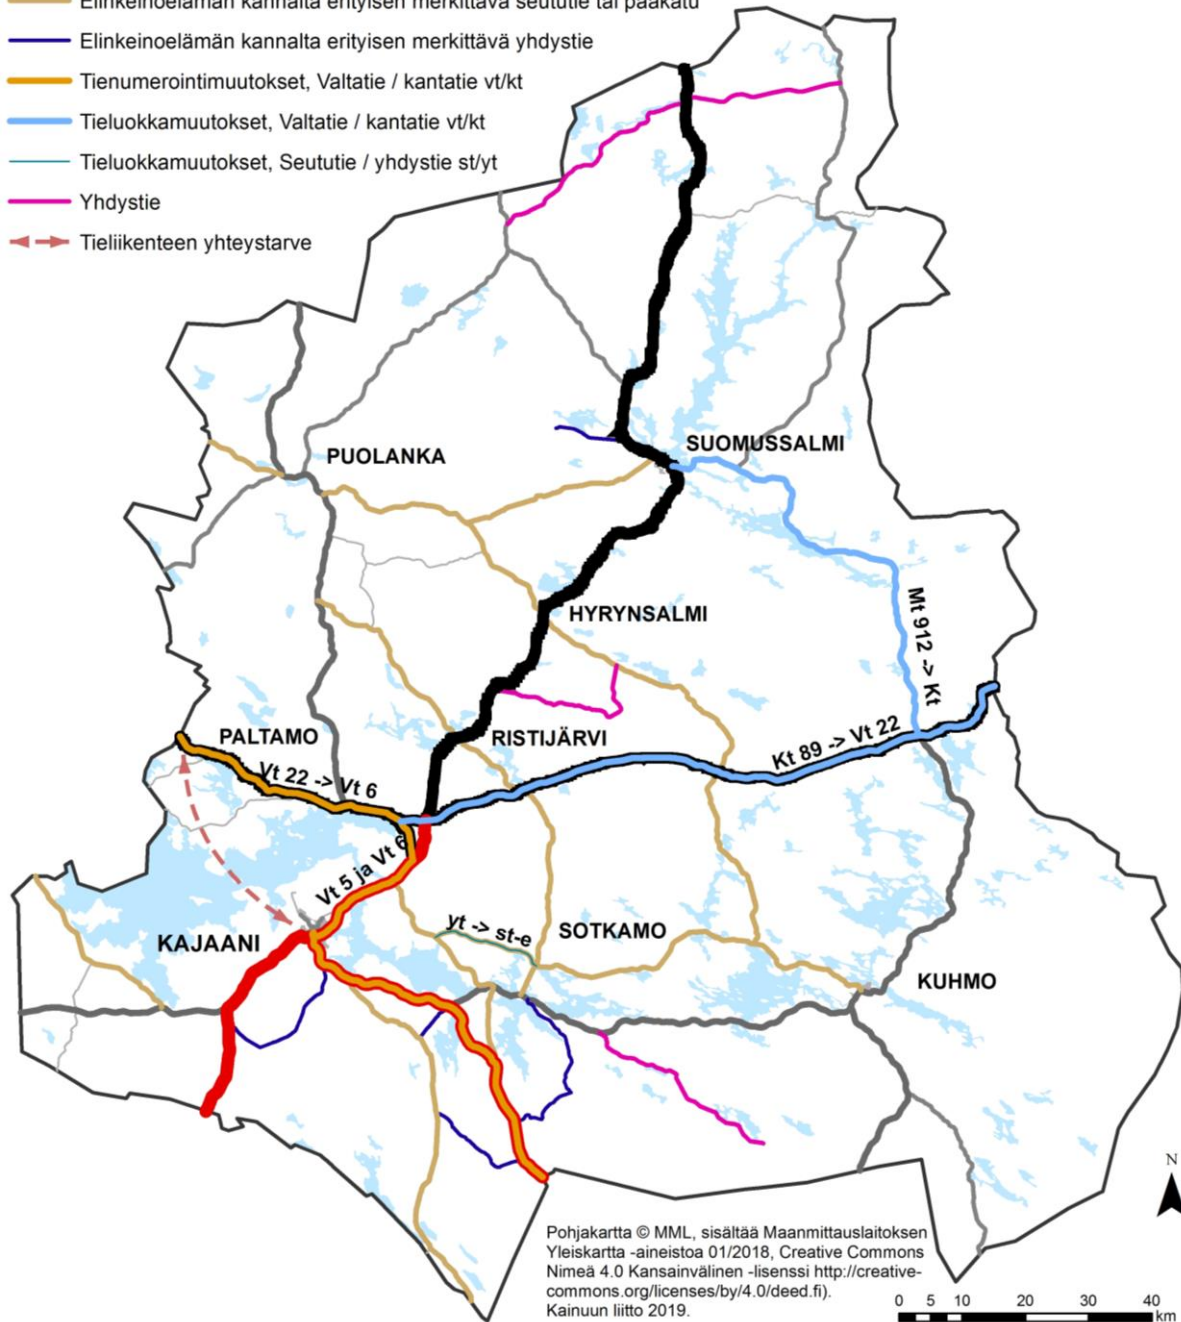 Elinkeinoelämän kannalta erityisen merkittävä seututie tai pääkatu
Elinkeinoelämän kannalta erityisen merkittävä yhdystie
Tienumerointimuutokset, Valtatie / kantatie vt/kt
Tieluokkamuutokset, Valtatie / kantatie vt/kt
Tieluokkamuutokset, Seututie / yhdystie st/yt
Yhdystie
Tieliikenteen yhteystarve
SUOMUSSALMI
PUOLANKA
HYRYNSALMI
Mt 912 -> Kt
PALTAMO
RISTIJÄRVI
Kt 89 -> Vt 22
Vt 22 -> Vt 6
Vt 5 ja Vt 6
yt -> st-e
SOTKAMO
KAJAANI
KUHMO
N
Pohjakartta © MML, sisältää Maanmittauslaitoksen
Yleiskartta -aineistoa 01/2018, Creative Commons
Nimeä 4.0 Kansainvälinen -lisenssi http://creative-
commons.org/licenses/by/4.0/deed.fi).
Kainuun liitto 2019.
0 5 10 20 30 40
km